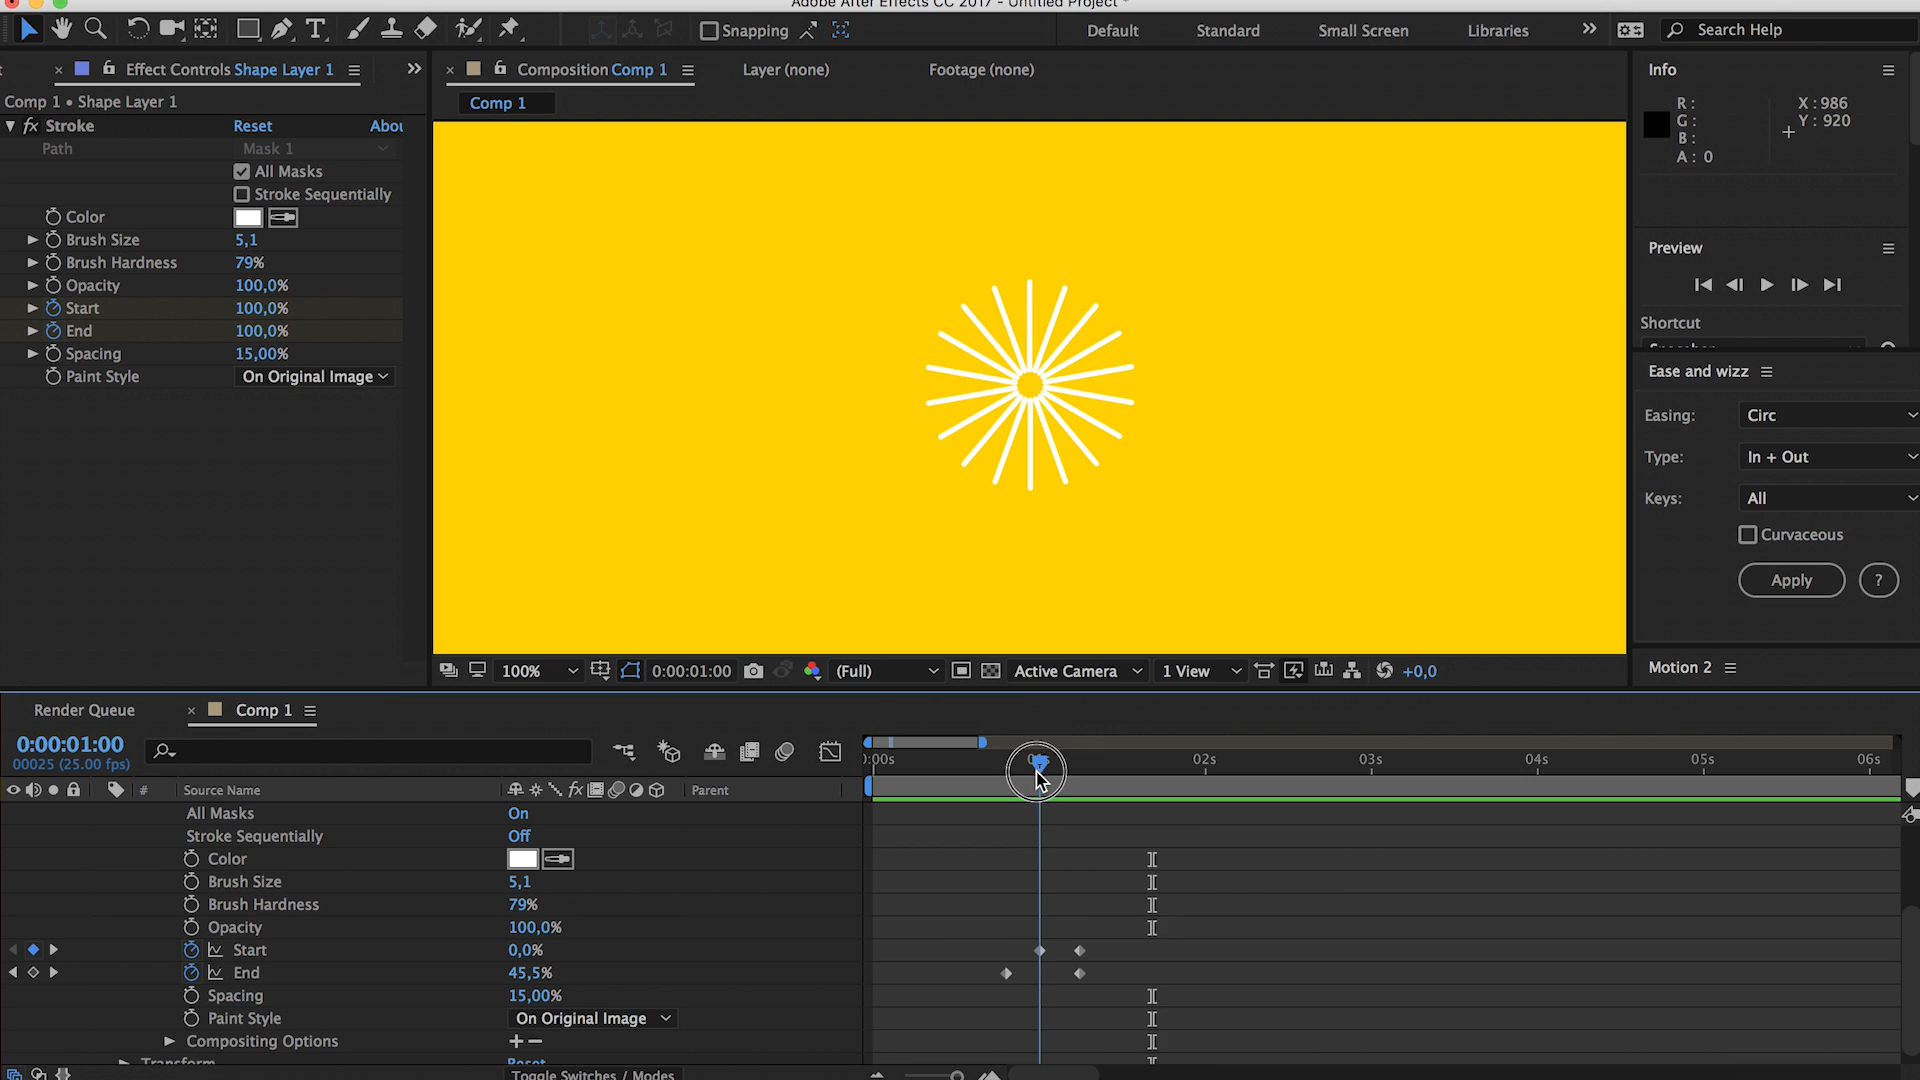 Adobe After Effects CC 2017 - Untitled Project *
Snapping
Default
Standard
Small Screen
Libraries
Search Help
Effect Controls Shape Layer 1
Composition Comp 1
Layer (none)
Footage (none)
Info
Comp 1 • Shape Layer 1
Comp 1
R :
G :
B :
A : 0
X : 986
Y : 920
fx Stroke
Reset
Abou
Path
Mask 1
All Masks
Stroke Sequentially
Color
Brush Size
5,1
Brush Hardness
79%
Opacity
100,0%
Start
100,0%
End
100,0%
Spacing
15,00%
Paint Style
On Original Image
Preview
Shortcut
Ease and wizz
Easing:
Circ
Type:
In + Out
Keys:
All
Curvaceous
Apply
?
Motion 2
100%
0:00:01:00
(Full)
Active Camera
1 View
+0,0
Render Queue
Comp 1
0:00:01:00
00025 (25.00 fps)
0:00s
02s
03s
04s
05s
06s
#
Source Name
fx
Parent
All Masks
On
Stroke Sequentially
Off
Color
Brush Size
5,1
Brush Hardness
79%
Opacity
100,0%
Start
0,0%
End
45,5%
Spacing
15,00%
Paint Style
On Original Image
Compositing Options
+–
Transform
Reset
Toggle Switches / Modes